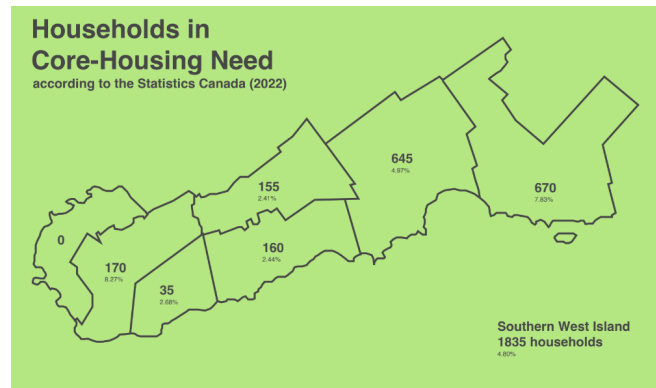 Households in
Core-Housing Need
according to the Statistics Canada (2022)
645
4.97%
155
2.41%
670
7.83%
0
160
2.44%
170
8.27%
35
2.68%
Southern West Island
1835 households
4.80%